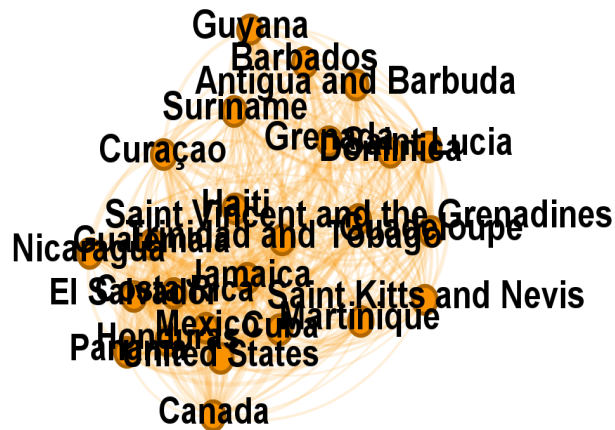 Guyana
Barbados
Antigua and Barbuda
Suriname
Grenada
Saint Lucia
Dominica
Curaçao
Haiti
Saint Vincent and the Grenadines
Guadeloupe
Guatemala
Trinidad and Tobago
Nicaragua
Jamaica
El Salvador
Costa Rica
Saint Kitts and Nevis
Martinique
Mexico
Cuba
Honduras
Panama
United States
Canada